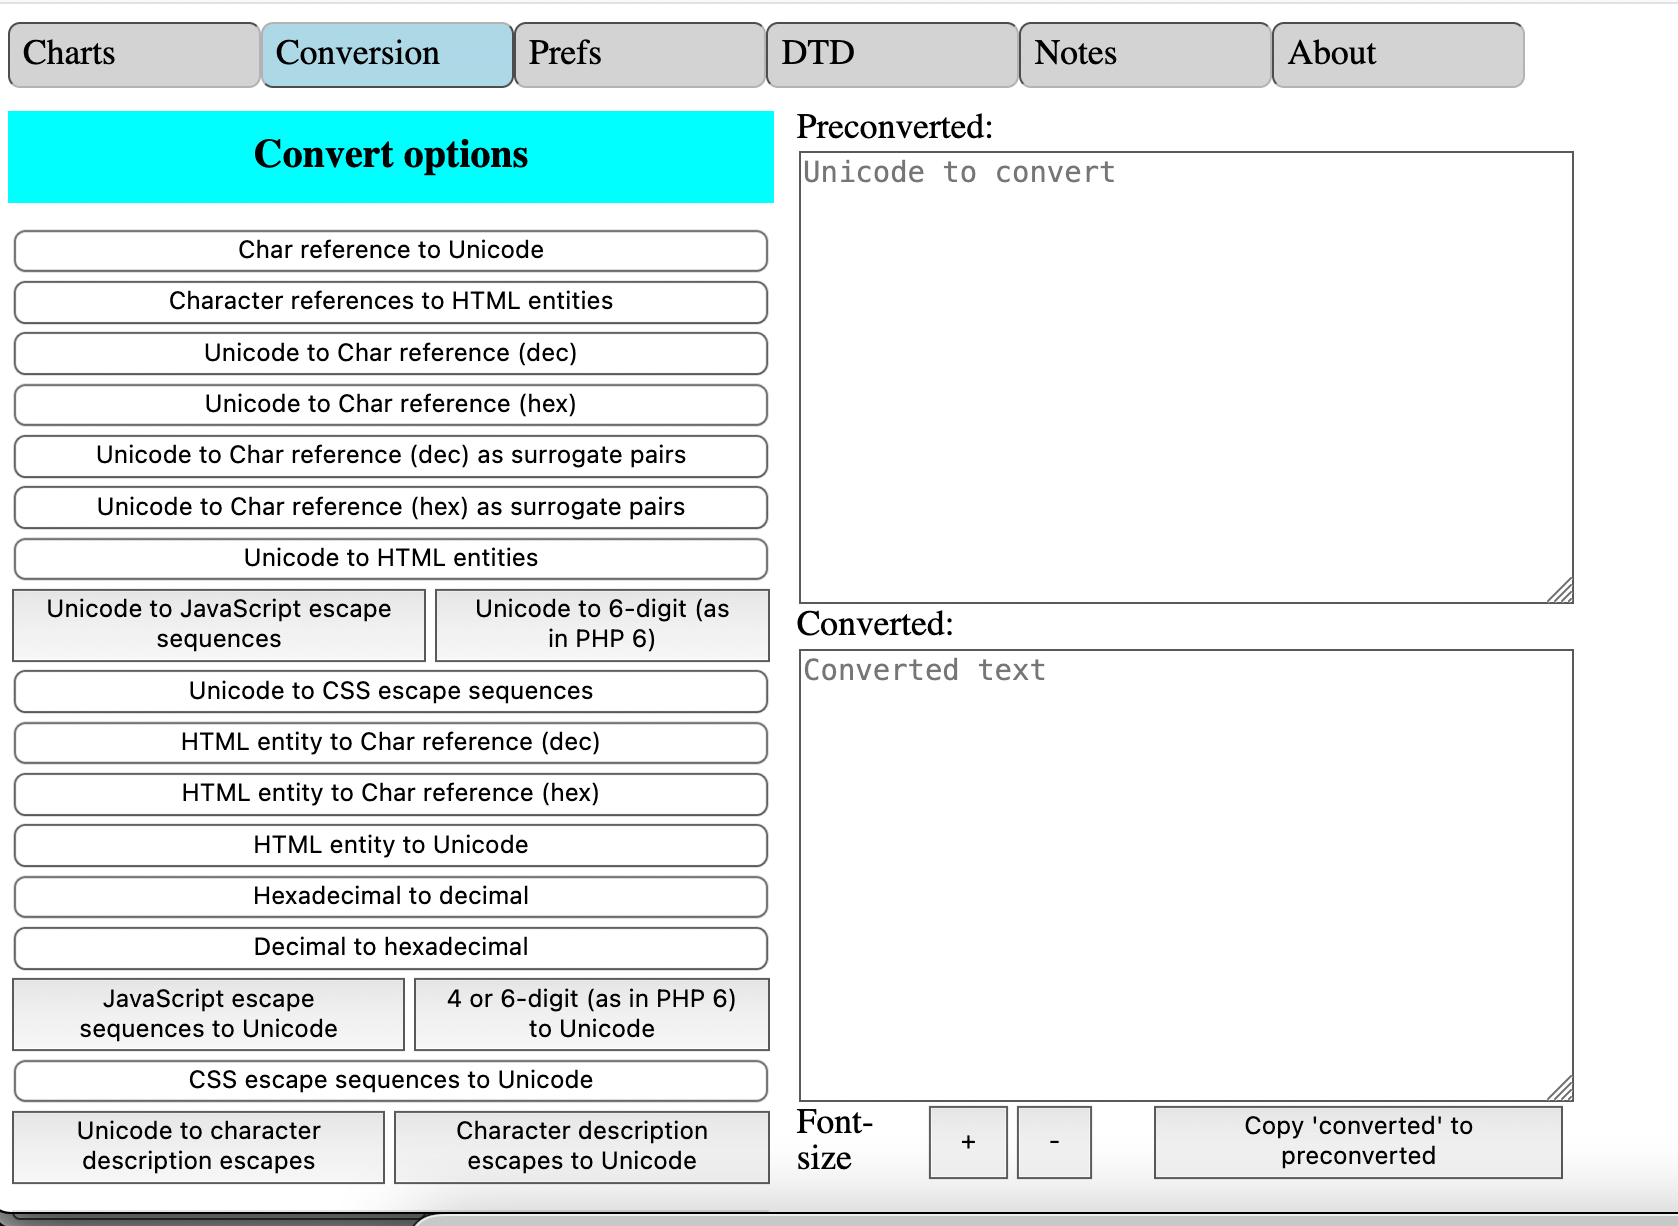 Charts
Conversion
Prefs
DTD
Notes
About
Convert options
Char reference to Unicode
Character references to HTML entities
Unicode to Char reference (dec)
Unicode to Char reference (hex)
Unicode to Char reference (dec) as surrogate pairs
Unicode to Char reference (hex) as surrogate pairs
Unicode to HTML entities
Unicode to JavaScript escape
sequences
Unicode to 6-digit (as
in PHP 6)
Unicode to CSS escape sequences
HTML entity to Char reference (dec)
HTML entity to Char reference (hex)
HTML entity to Unicode
Hexadecimal to decimal
Decimal to hexadecimal
JavaScript escape
sequences to Unicode
4 or 6-digit (as in PHP 6)
to Unicode
CSS escape sequences to Unicode
Unicode to character
description escapes
Character description
escapes to Unicode
Preconverted:
Unicode to convert
Converted:
Converted text
Font-
size
+
-
Copy 'converted' to
preconverted